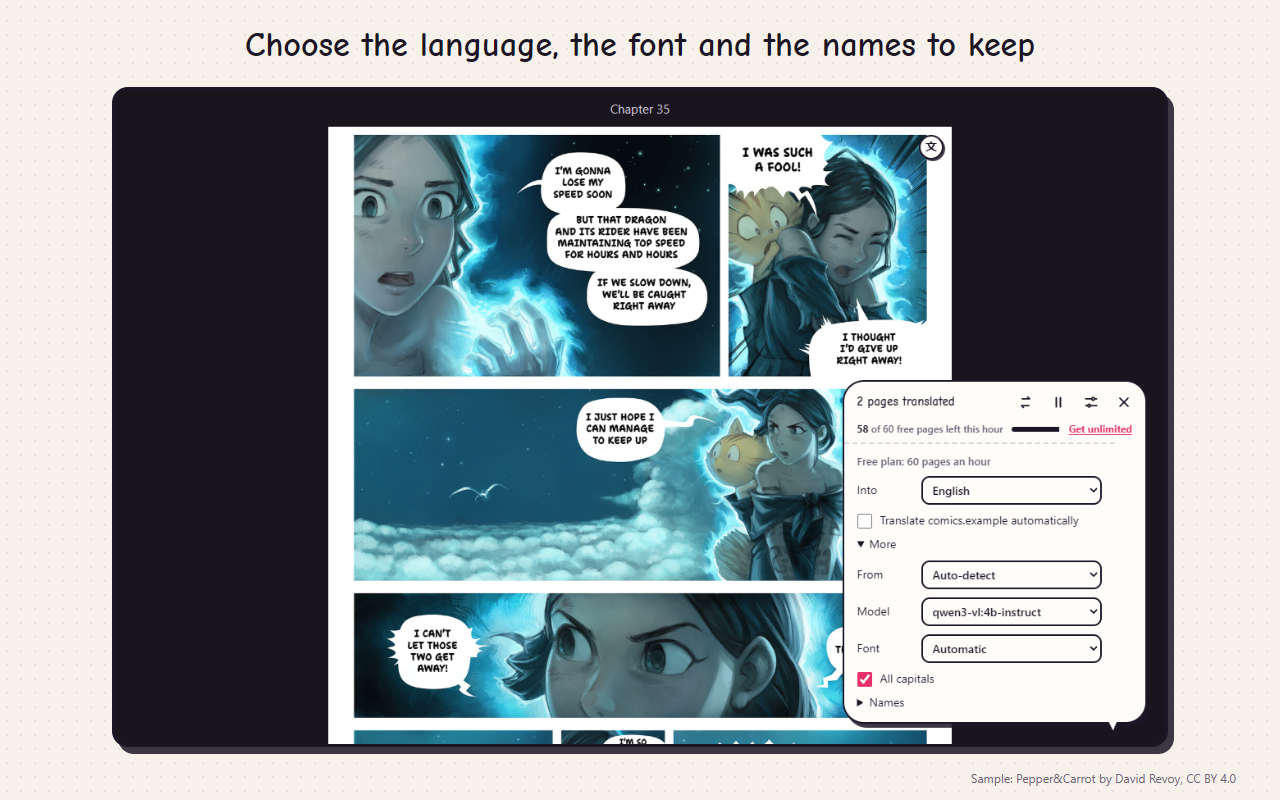 Choose the language, the font and the names to keep
Chapter 35
I'M GONNA
LOSE MY
SPEED SOON
BUT THAT DRAGON
AND ITS RIDER HAVE BEEN
MAINTAINING TOP SPEED
FOR HOURS AND HOURS
IF WE SLOW DOWN,
WE'LL BE CAUGHT
RIGHT AWAY
I WAS SUCH
A FOOL!
文
I THOUGHT
I'D GIVE UP
RIGHT AWAY!
I JUST HOPE I
CAN MANAGE
TO KEEP UP
I CAN'T
LET THOSE
TWO GET
AWAY!
I'M SO
2 pages translated
58 of 60 free pages left this hour Get unlimited
Free plan: 60 pages an hour
Into English
Translate comics.example automatically
More
From Auto-detect
Model qwen3-vl:4b-instruct
Font Automatic
All capitals
Names
Sample: Pepper&Carrot by David Revoy, CC BY 4.0